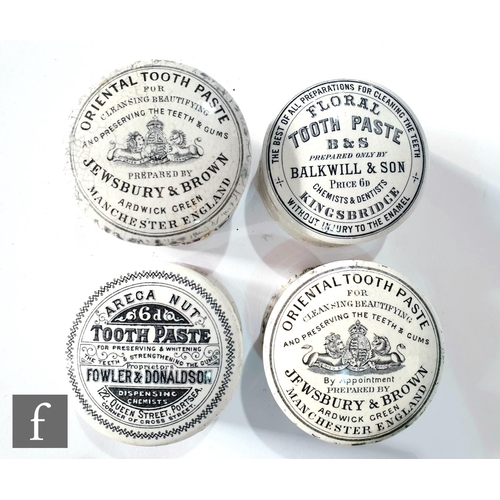 ORIENTAL TOOTH PASTE
FOR
CLEANSING BEAUTIFYING
AND PRESERVING THE TEETH & GUMS
PREPARED BY
JEWSBURY & BROWN
ARDWICK GREEN
MANCHESTER ENGLAND
THE BEST OF ALL PREPARATIONS FOR CLEANING THE TEETH
FLORAL
TOOTH PASTE
B&S
PREPARED ONLY BY
BALKWILL & SON
PRICE 6D
CHEMISTS & DENTISTS
KINGSBRIDGE
WITHOUT INJURY TO THE ENAMEL
ARECA NUT
6d
TOOTH PASTE
FOR PRESERVING & WHITENING
THE TEETH & STRENGTHENING THE GUMS
Proprietors
FOWLER & DONALDSON
DISPENSING
CHEMISTS
122 QUEEN STREET, PORTSEA
CORNER OF CROSS STREET
ORIENTAL TOOTH PASTE
FOR
CLEANSING BEAUTIFYING
AND PRESERVING THE TEETH & GUMS
By Appointment
PREPARED BY
JEWSBURY & BROWN
ARDWICK GREEN
MANCHESTER ENGLAND
f